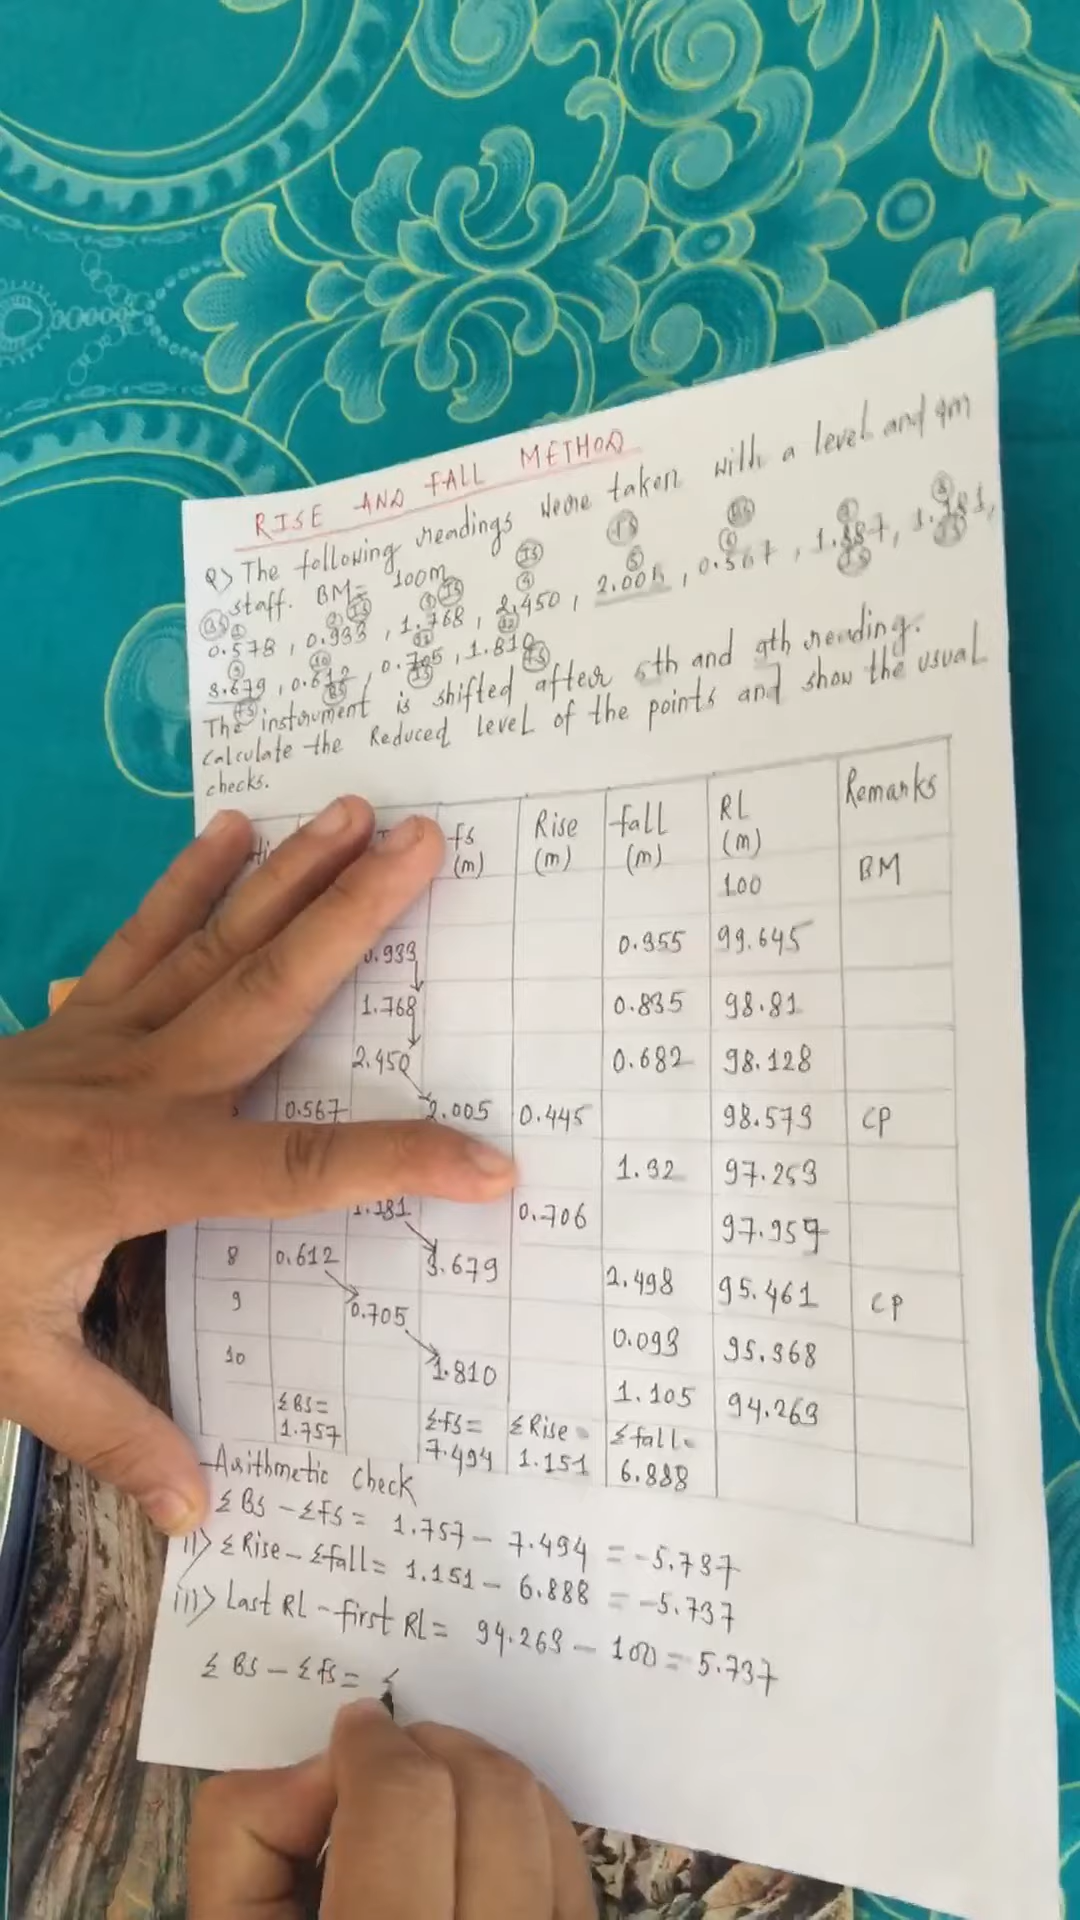 RISE AND FALL METHOD
Q> The following readings were taken with a level and 4m
staff. BM= 100m
0.578, 0.933, 1.768, 2.450, 2.005, 0.567, 1.887, 1.181,
3.679, 0.612, 0.705, 1.810
The instrument is shifted after 5th and 9th reading.
Calculate the Reduced level of the points and show the usual
checks.
fs (m) Rise (m) fall (m) RL (m) Remarks
100 BM
0.933 0.355 99.645
1.768 0.835 98.81
2.450 0.682 98.128
0.567 2.005 0.445 98.573 CP
1.32 97.253
1.181 0.706 97.959
8 0.612 3.679 2.498 95.461 CP
9 0.705 0.093 95.368
10 1.810 1.105 94.263
ΣBS= 1.757 Σfs= 7.494 ΣRise= 1.151 Σfall= 6.888
Arithmetic check
ΣBS - Σfs = 1.757 - 7.494 = -5.737
ii> ΣRise - Σfall = 1.151 - 6.888 = -5.737
iii> Last RL - first RL = 94.263 - 100 = 5.737
ΣBS - Σfs = Σ